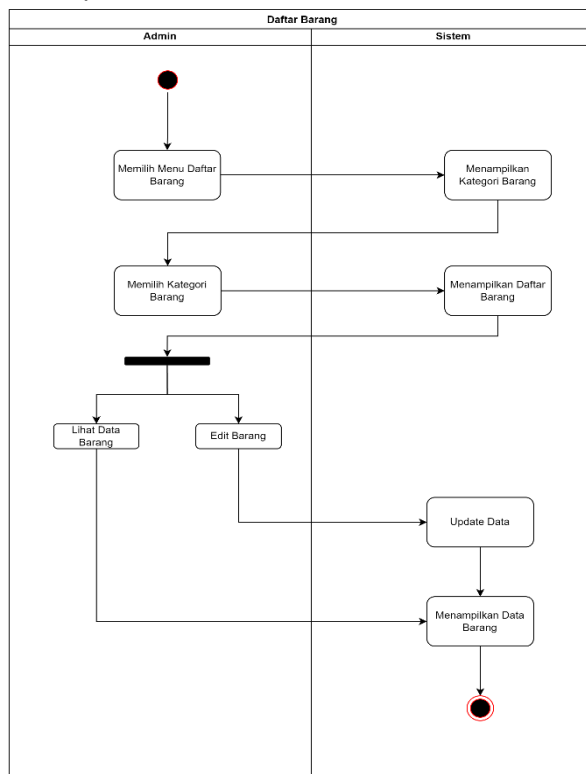 Daftar Barang
Admin
Sistem
Memilih Menu Daftar
Barang
Menampilkan
Kategori Barang
Memilih Kategori
Barang
Menampilkan Daftar
Barang
Lihat Data
Barang
Edit Barang
Update Data
Menampilkan Data
Barang